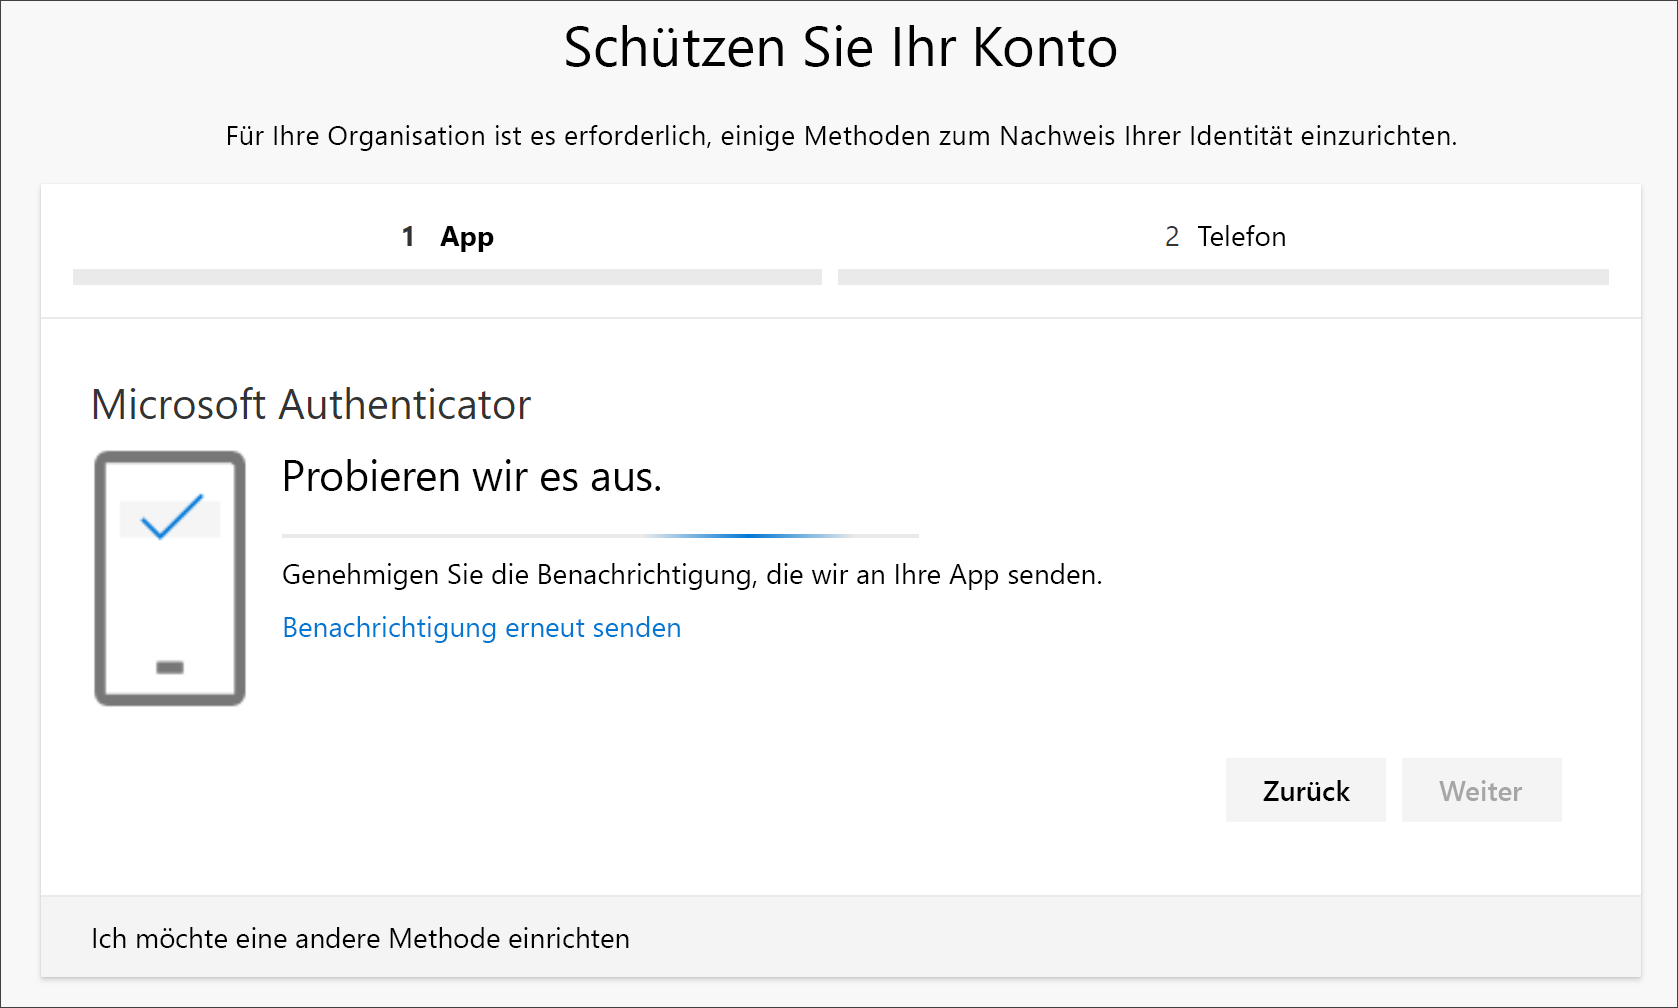 Schützen Sie Ihr Konto
Für Ihre Organisation ist es erforderlich, einige Methoden zum Nachweis Ihrer Identität einzurichten.
1 App
2 Telefon
Microsoft Authenticator
Probieren wir es aus.
Genehmigen Sie die Benachrichtigung, die wir an Ihre App senden.
Benachrichtigung erneut senden
Zurück
Weiter
Ich möchte eine andere Methode einrichten